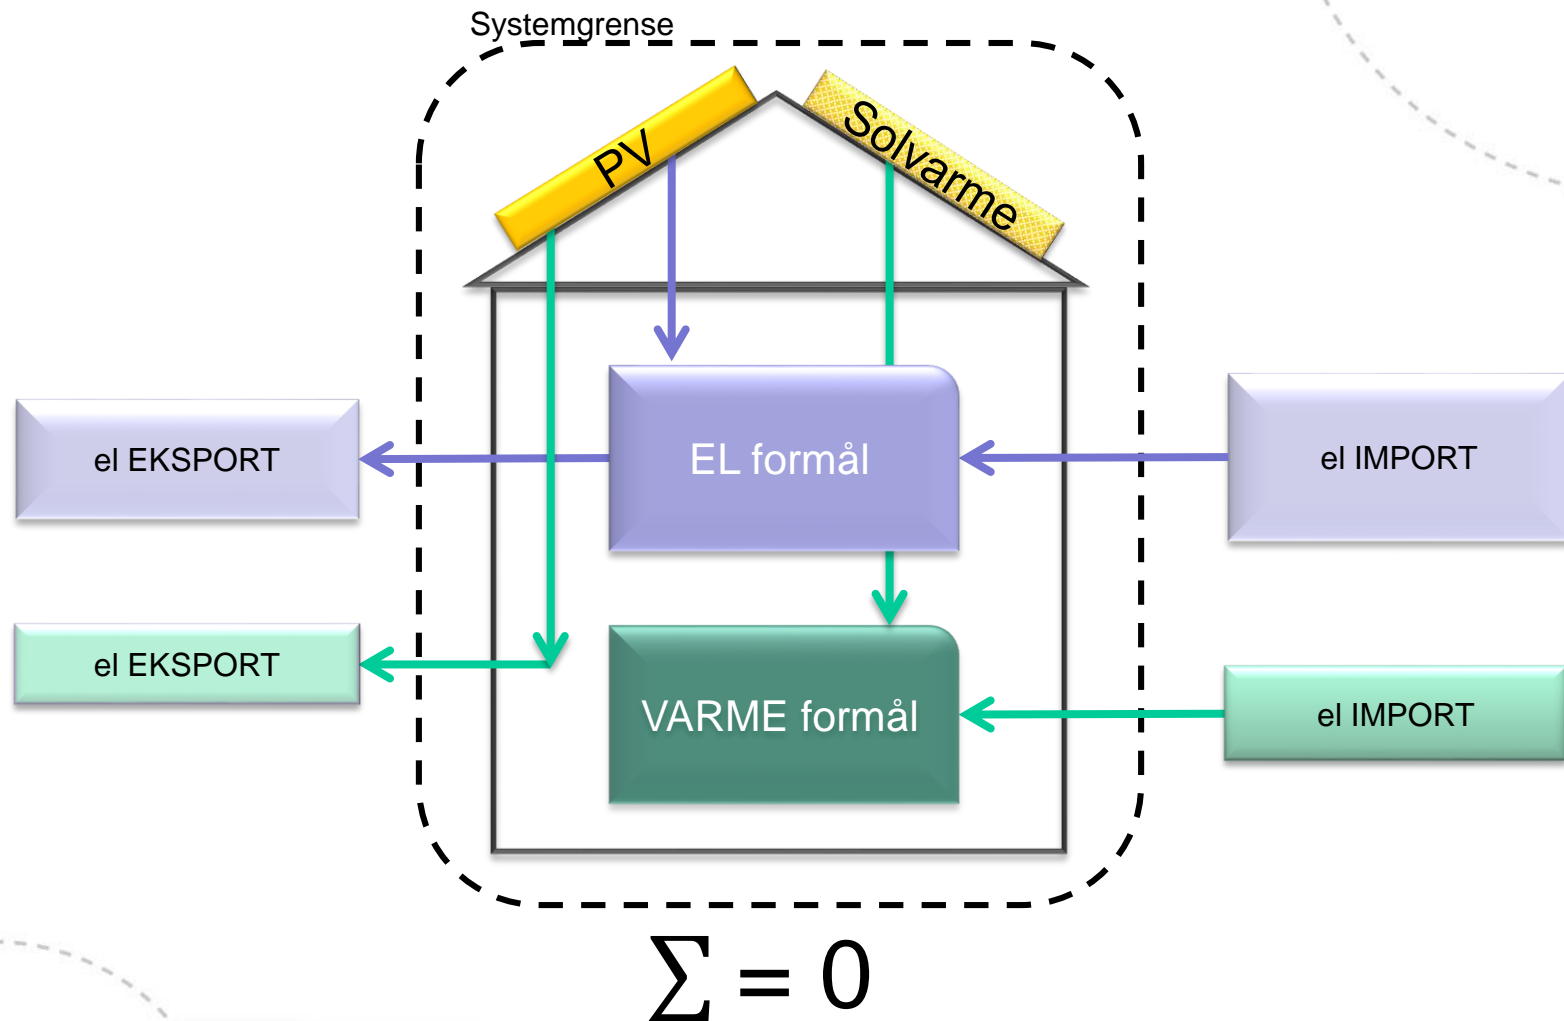 Systemgrense
PV
Solvarme
EL formål
el EKSPORT
el IMPORT
el EKSPORT
VARME formål
el IMPORT
∑ = 0